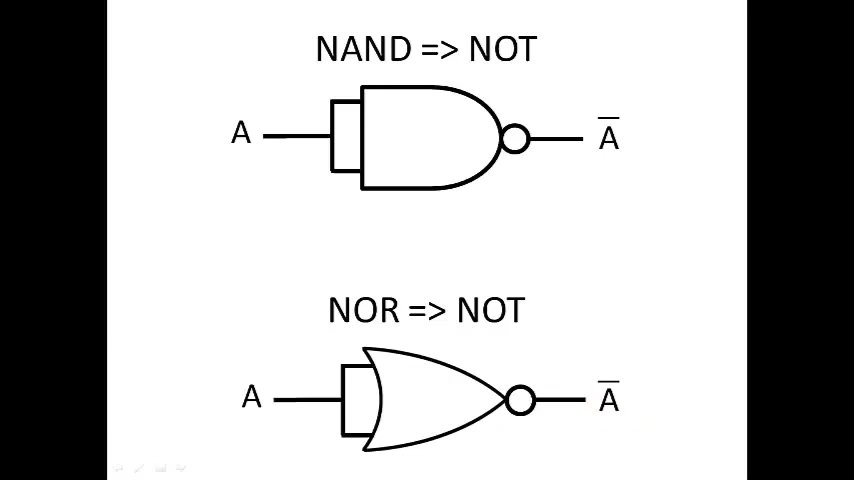 NAND => NOT
A
A̅
NOR => NOT
A
A̅